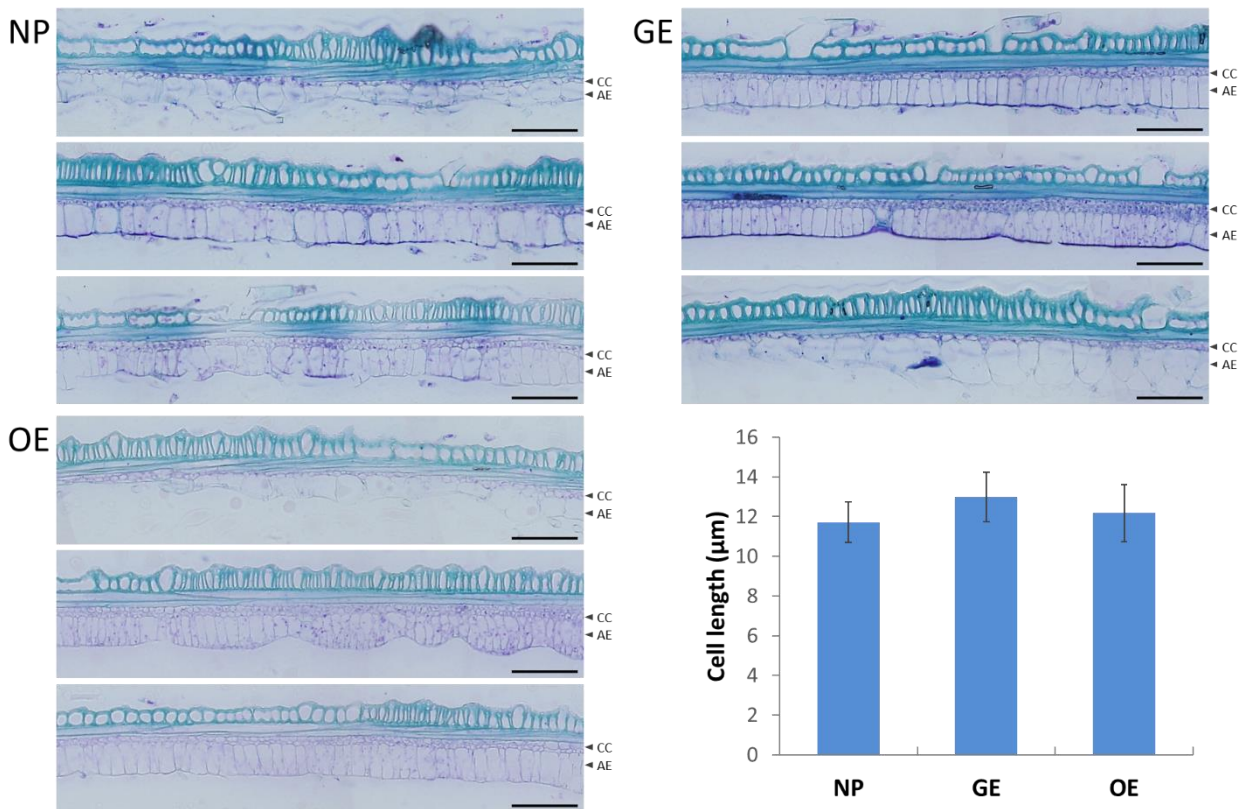 NP
◄ CC
◄ AE
◄ CC
◄ AE
◄ CC
◄ AE
GE
◄ CC
◄ AE
◄ CC
◄ AE
◄ CC
◄ AE
OE
◄ CC
◄ AE
◄ CC
◄ AE
◄ CC
◄ AE
Cell length (μm)
16
14
12
10
8
6
4
2
0
NP GE OE